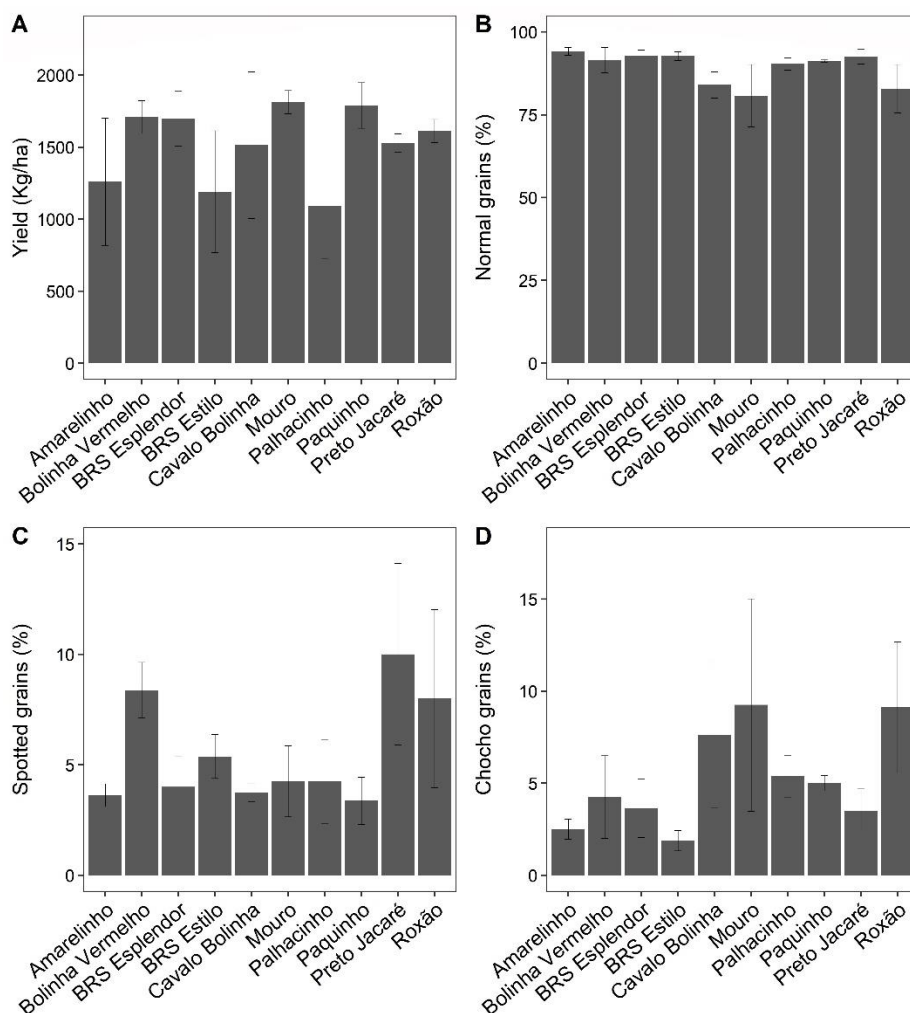 A
Yield (Kg/ha)
2000
1500
1000
500
0
Amarelinho
Bolinha Vermelho
BRS Esplendor
BRS Estilo
Cavalo Bolinha
Mouro
Palhacinho
Paquinho
Preto Jacaré
Roxão
B
Normal grains (%)
100
75
50
25
0
Amarelinho
Bolinha Vermelho
BRS Esplendor
BRS Estilo
Cavalo Bolinha
Mouro
Palhacinho
Paquinho
Preto Jacaré
Roxão
C
Spotted grains (%)
15
10
5
0
Amarelinho
Bolinha Vermelho
BRS Esplendor
BRS Estilo
Cavalo Bolinha
Mouro
Palhacinho
Paquinho
Preto Jacaré
Roxão
D
Chocho grains (%)
15
10
5
0
Amarelinho
Bolinha Vermelho
BRS Esplendor
BRS Estilo
Cavalo Bolinha
Mouro
Palhacinho
Paquinho
Preto Jacaré
Roxão